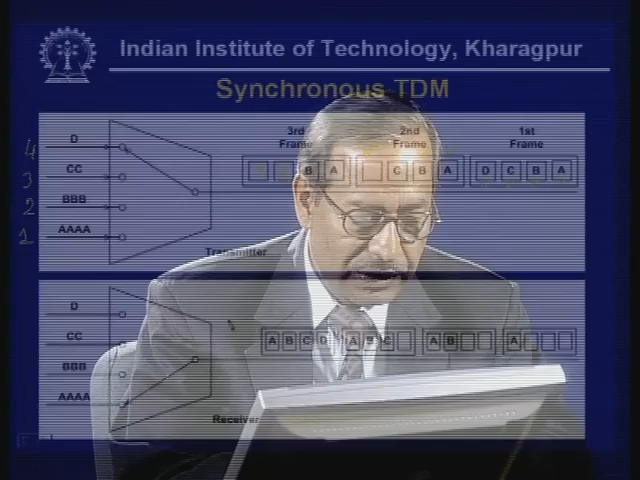 Indian Institute of Technology, Kharagpur
Synchronous TDM
3rd Frame 2nd Frame 1st Frame
4 D
3 CC
2 BBB
1 AAAA
B A C B A D C B A
Transmitter
D
CC
BBB
AAAA
A B C D A B C A B A
Receiver